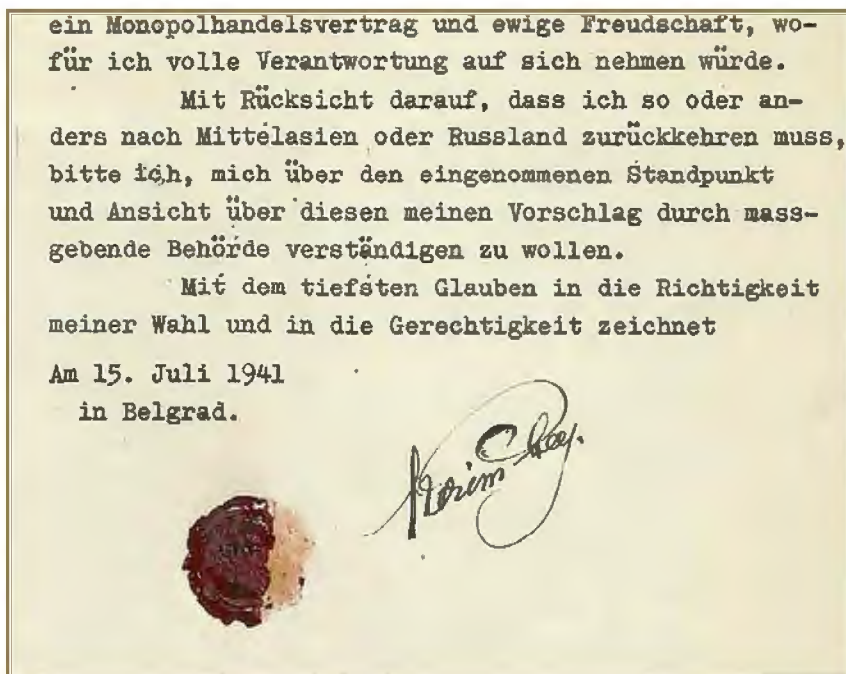 ein Monopolhandelsvertrag und ewige Freudschaft, wo-
für ich volle Verantwortung auf sich nehmen würde.
Mit Rücksicht darauf, dass ich so oder an-
ders nach Mittelasien oder Russland zurückkehren muss,
bitte ich, mich über den eingenommenen Standpunkt
und Ansicht über diesen meinen Vorschlag durch mass-
gebende Behörde verständigen zu wollen.
Mit dem tiefsten Glauben in die Richtigkeit
meiner Wahl und in die Gerechtigkeit zeichnet
Am 15. Juli 1941
in Belgrad.